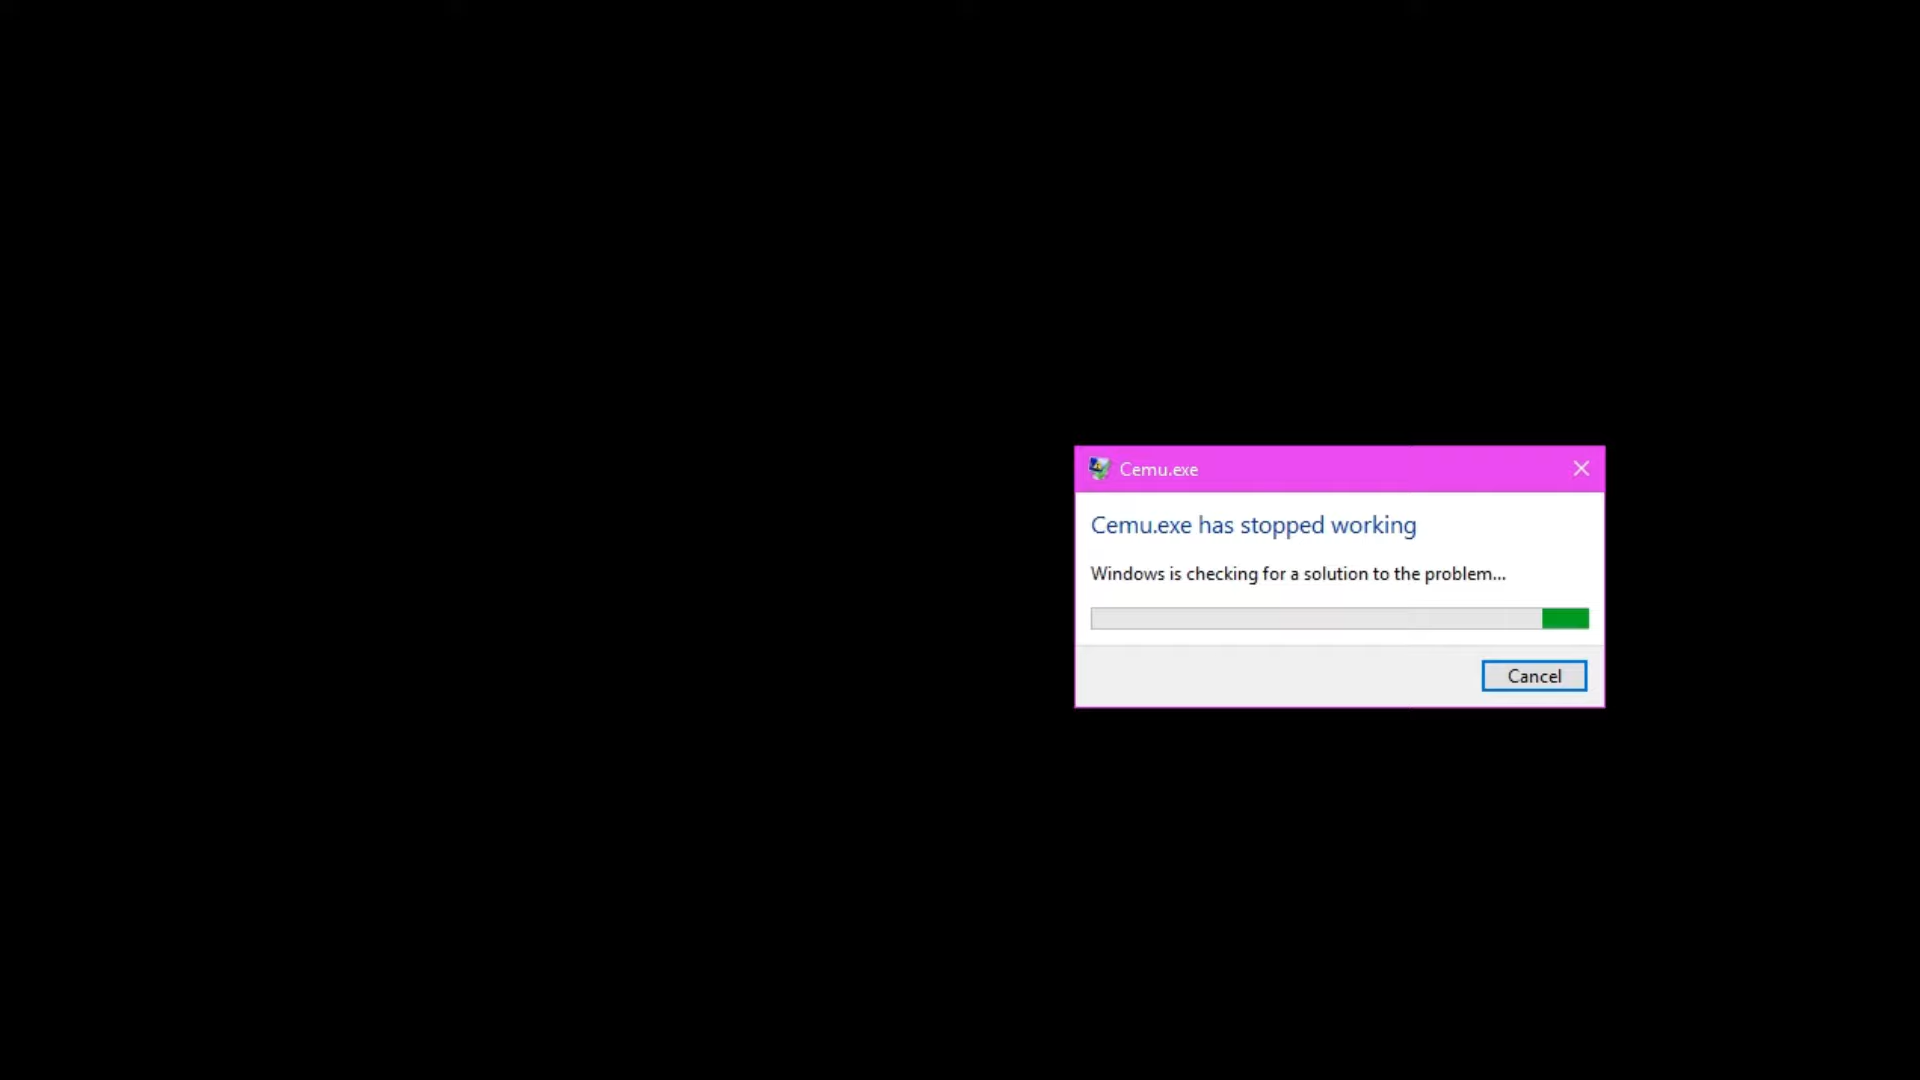 Cemu.exe
Cemu.exe has stopped working
Windows is checking for a solution to the problem...
Cancel